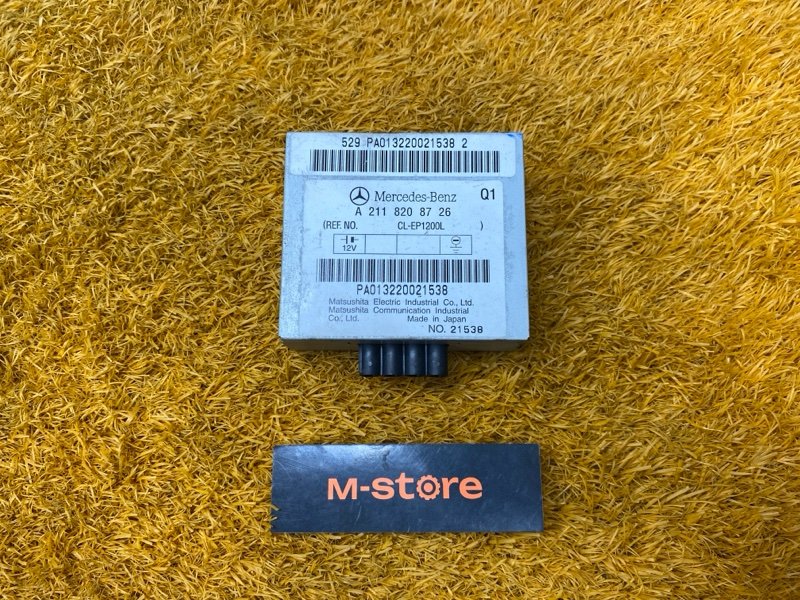 529 PA013220021538 2
Mercedes-Benz Q1
A 211 820 87 26
(REF. NO. CL-EP1200L )
12V
PA013220021538
Matsushita Electric Industrial Co., Ltd.
Matsushita Communication Industrial
Co., Ltd. Made in Japan
NO. 21538
M-store